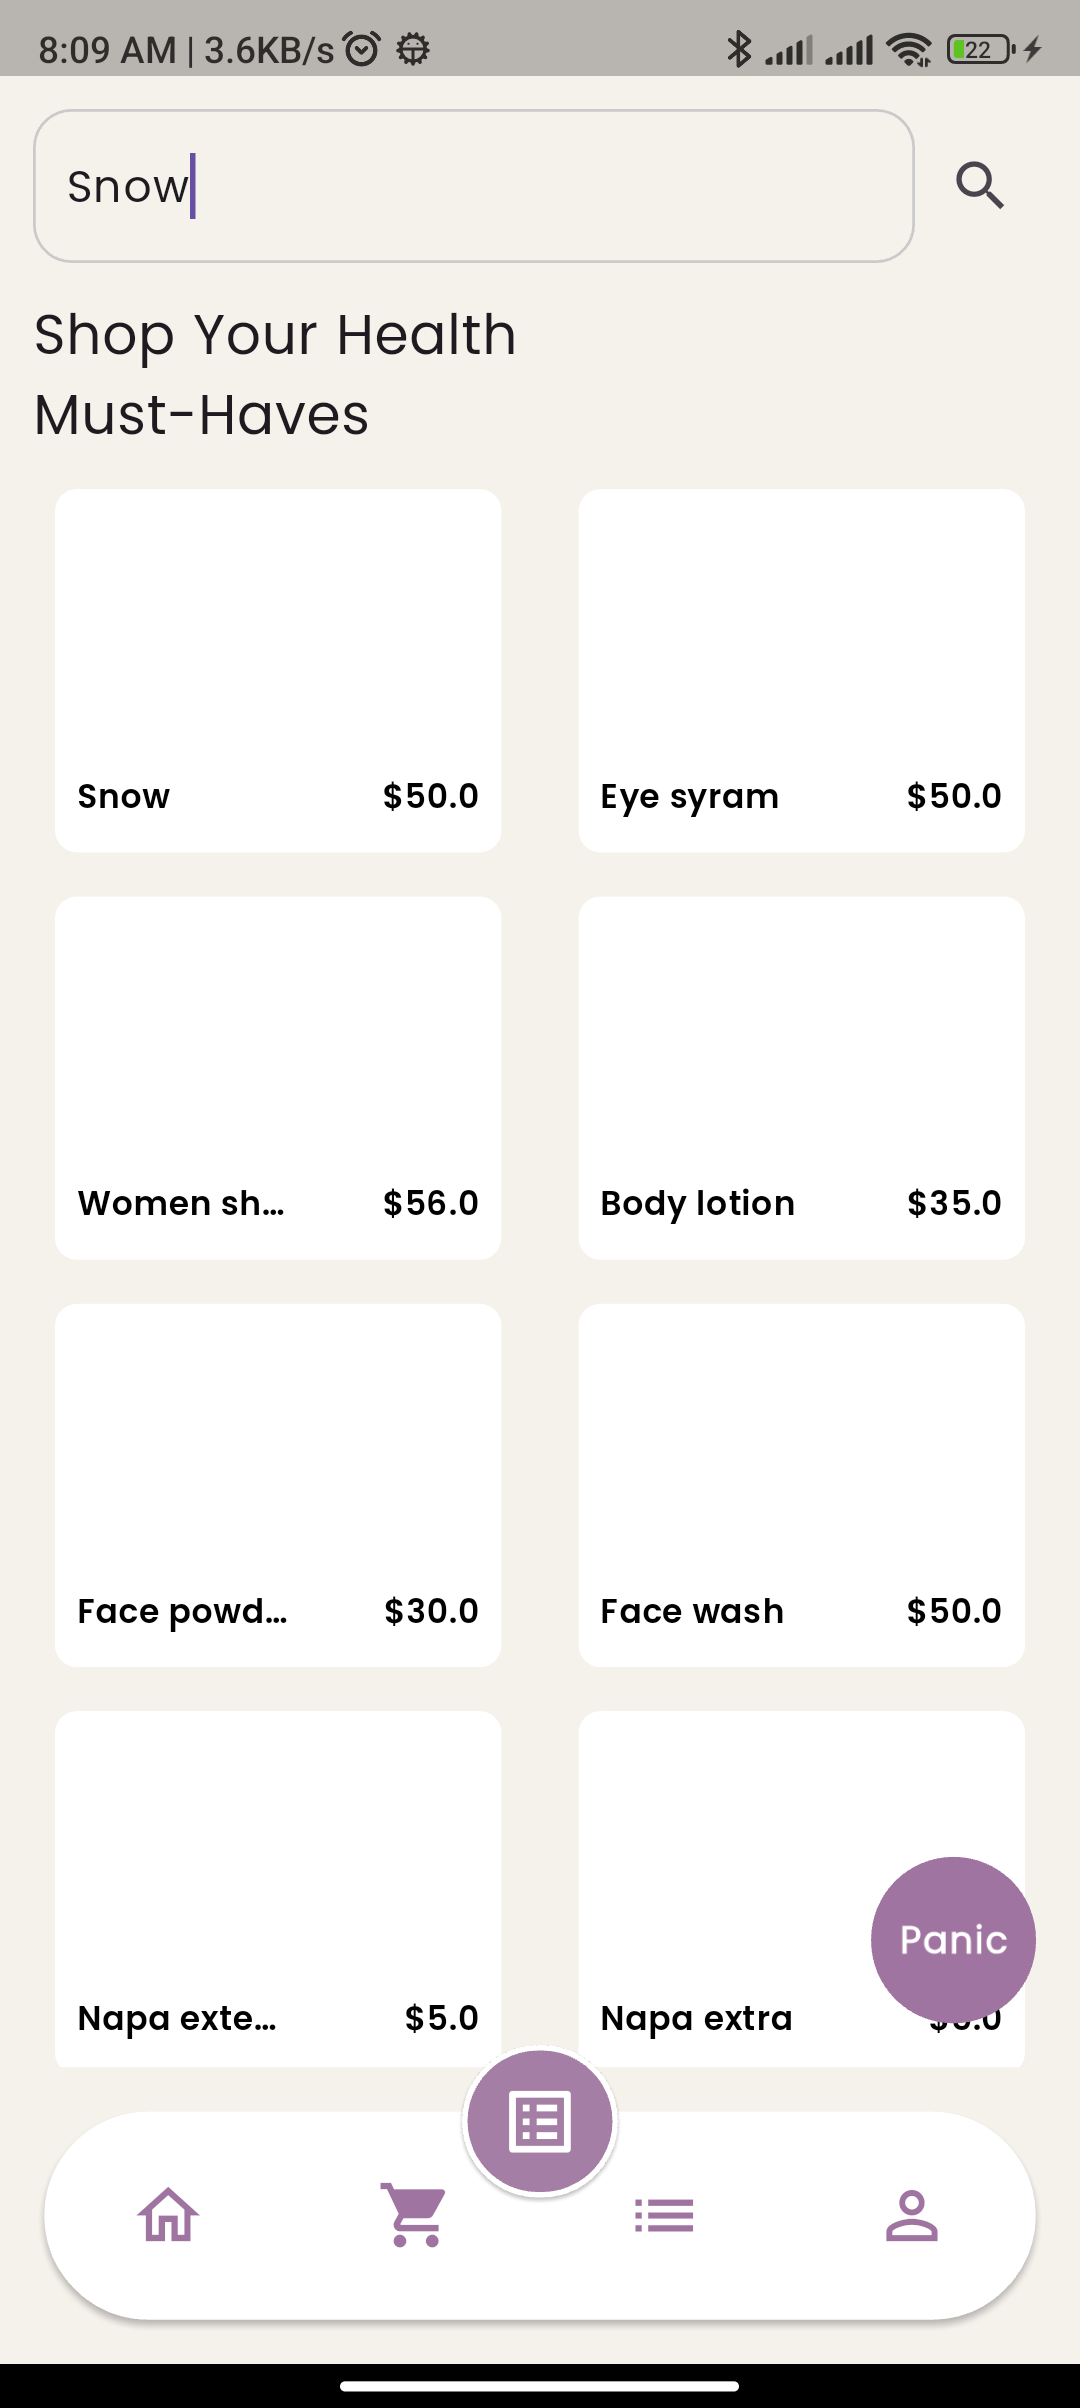 8:09 AM | 3.6KB/s 22
Snow
Shop Your Health
Must-Haves
Snow $50.0 Eye syram $50.0
Women sh... $56.0 Body lotion $35.0
Face powd... $30.0 Face wash $50.0
Panic
Napa exte... $5.0 Napa extra